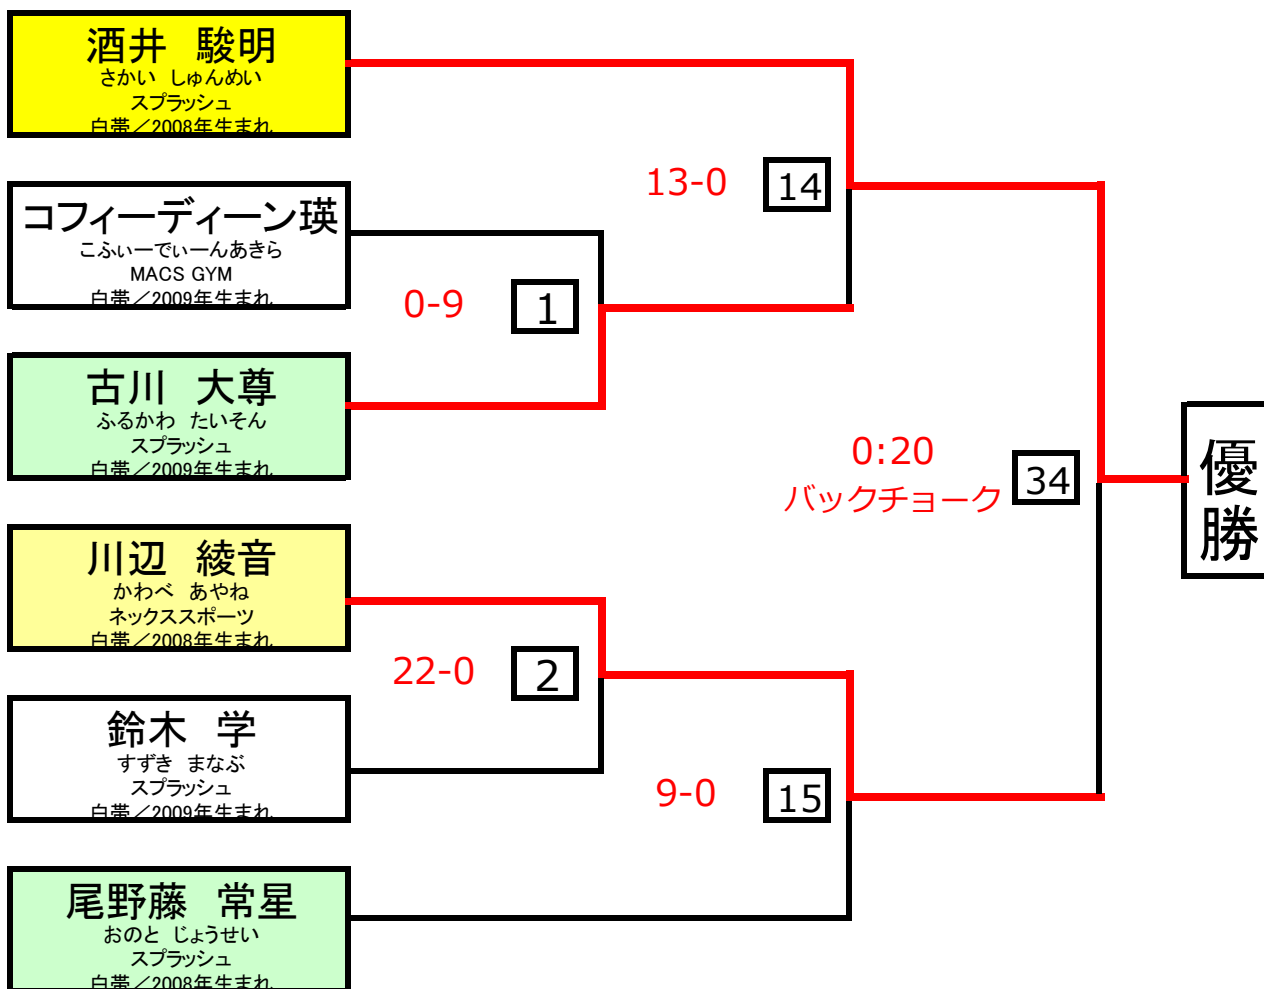 酒井 駿明
さかい しゅんめい
スプラッシュ
白帯／2008年生まれ
13-0
14
コフィーディーン瑛
こふぃーでぃーんあきら
MACS GYM
白帯／2009年生まれ
0-9
1
古川 大尊
ふるかわ たいそん
スプラッシュ
白帯／2009年生まれ
0:20
バックチョーク
34
優
勝
川辺 綾音
かわべ あやね
ネックススポーツ
白帯／2008年生まれ
22-0
2
鈴木 学
すずき まなぶ
スプラッシュ
白帯／2009年生まれ
9-0
15
尾野藤 常星
おのと じょうせい
スプラッシュ
白帯／2008年生まれ